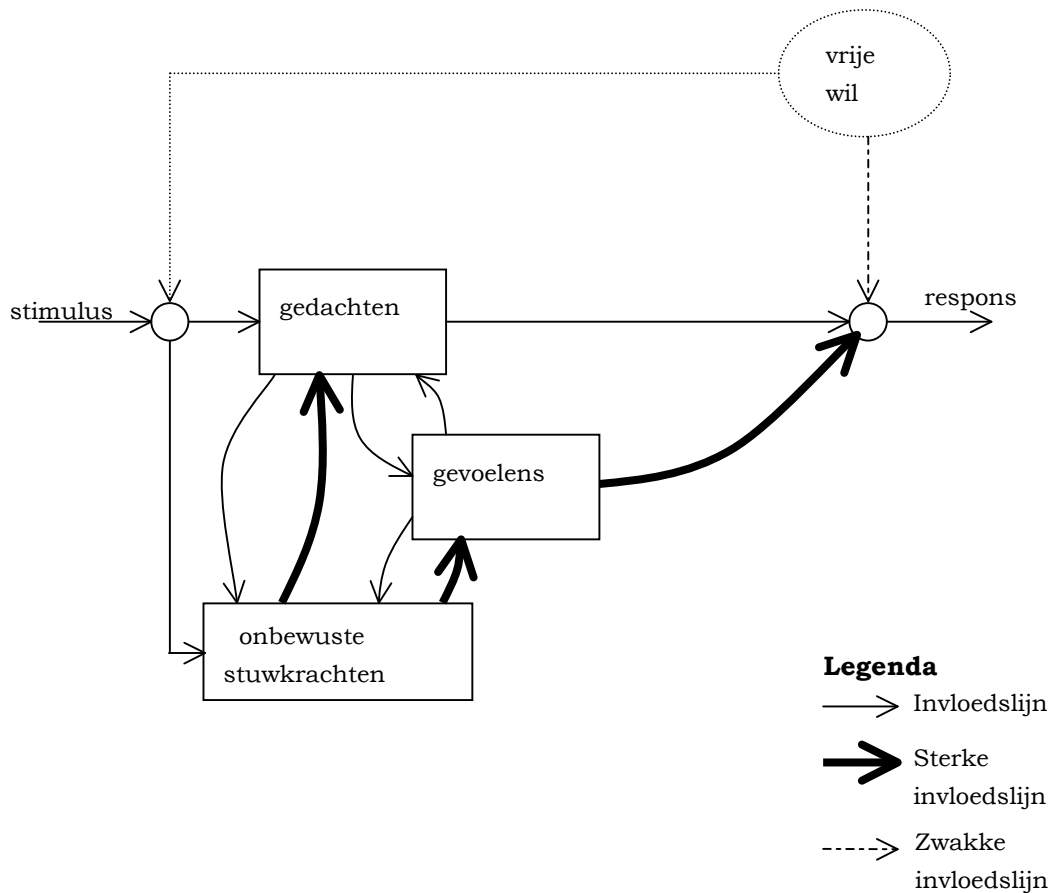 vrije
wil
stimulus
gedachten
respons
gevoelens
onbewuste
stuwkrachten
Legenda
Invloedslijn
Sterke
invloedslijn
Zwakke
invloedslijn